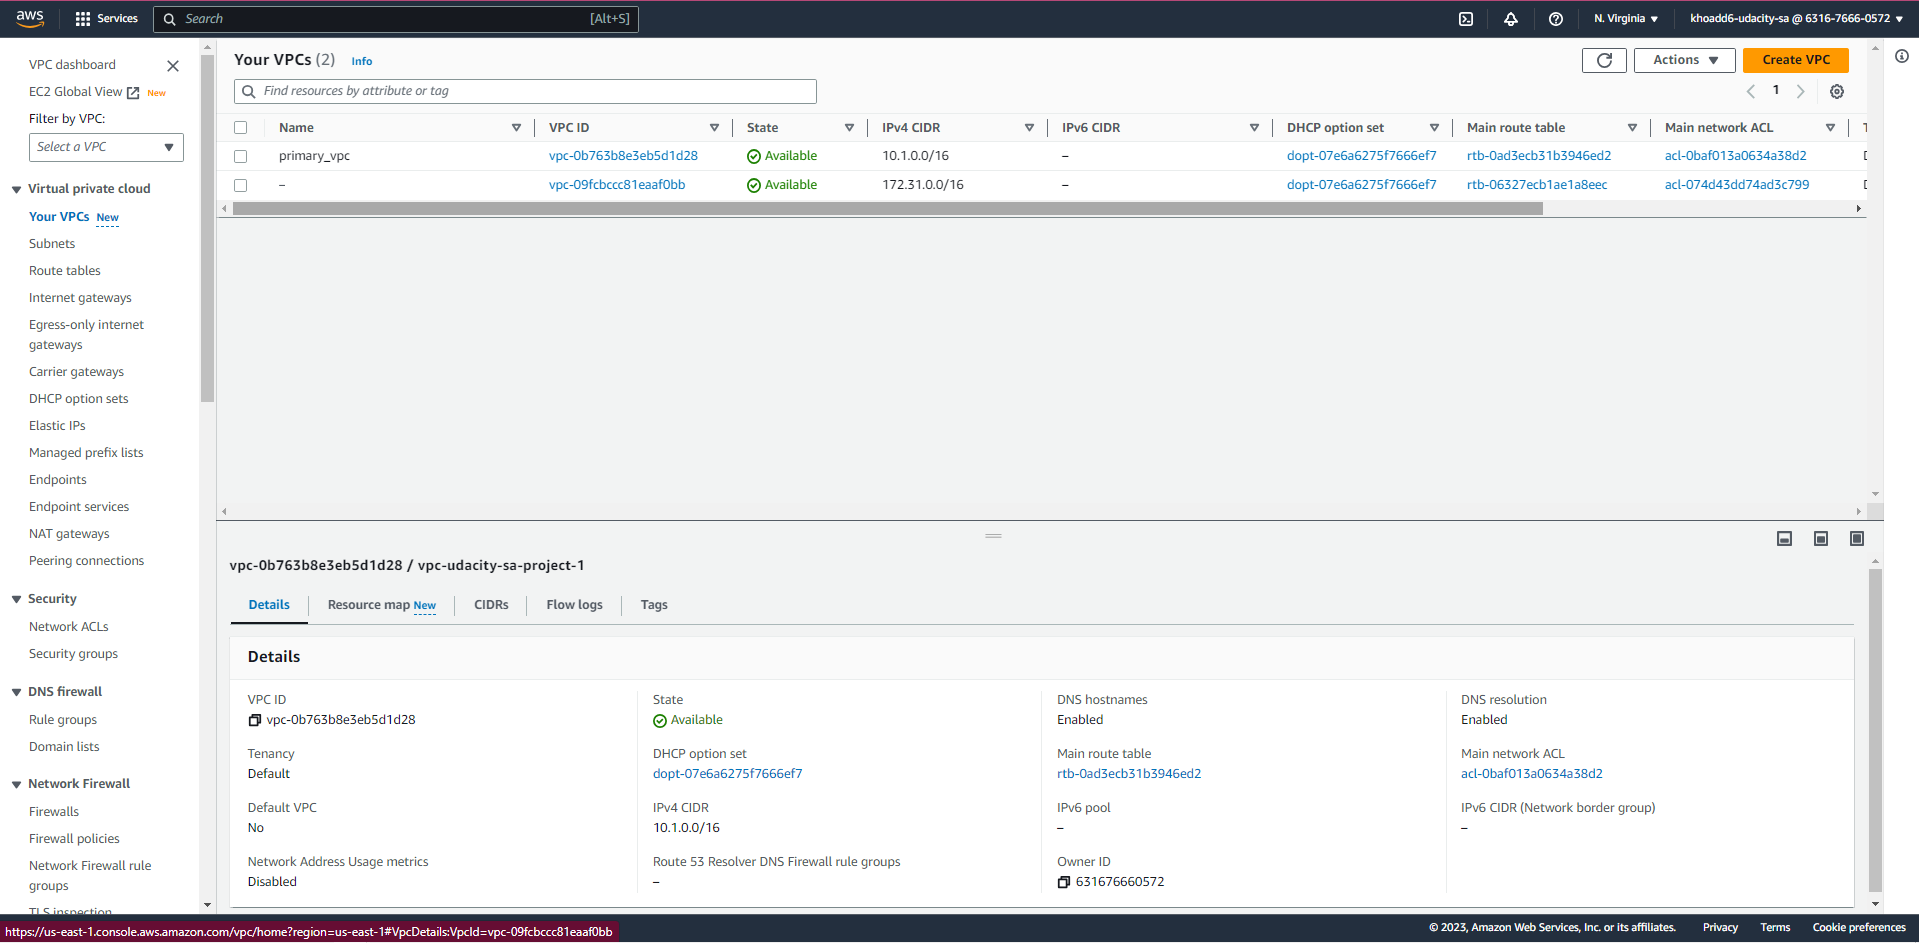 aws Services Search [Alt+S] N. Virginia khoadd6-udacity-sa @ 6316-7666-0572
VPC dashboard
EC2 Global View New
Filter by VPC:
Select a VPC
Virtual private cloud
Your VPCs New
Subnets
Route tables
Internet gateways
Egress-only internet
gateways
Carrier gateways
DHCP option sets
Elastic IPs
Managed prefix lists
Endpoints
Endpoint services
NAT gateways
Peering connections
Security
Network ACLs
Security groups
DNS firewall
Rule groups
Domain lists
Network Firewall
Firewalls
Firewall policies
Network Firewall rule
groups
TLS inspection
Your VPCs (2) Info Actions Create VPC
Find resources by attribute or tag 1
Name VPC ID State IPv4 CIDR IPv6 CIDR DHCP option set Main route table Main network ACL
primary_vpc vpc-0b763b8e3eb5d1d28 Available 10.1.0.0/16 – dopt-07e6a6275f7666ef7 rtb-0ad3ecb31b3946ed2 acl-0baf013a0634a38d2
– vpc-09fcbccc81eaaf0bb Available 172.31.0.0/16 – dopt-07e6a6275f7666ef7 rtb-06327ecb1ae1a8eec acl-074d43dd74ad3c799
vpc-0b763b8e3eb5d1d28 / vpc-udacity-sa-project-1
Details Resource map New CIDRs Flow logs Tags
Details
VPC ID State DNS hostnames DNS resolution
vpc-0b763b8e3eb5d1d28 Available Enabled Enabled
Tenancy DHCP option set Main route table Main network ACL
Default dopt-07e6a6275f7666ef7 rtb-0ad3ecb31b3946ed2 acl-0baf013a0634a38d2
Default VPC IPv4 CIDR IPv6 pool IPv6 CIDR (Network border group)
No 10.1.0.0/16 – –
Network Address Usage metrics Route 53 Resolver DNS Firewall rule groups Owner ID
Disabled – 631676660572
https://us-east-1.console.aws.amazon.com/vpc/home?region=us-east-1#VpcDetails:VpcId=vpc-09fcbccc81eaaf0bb © 2023, Amazon Web Services, Inc. or its affiliates. Privacy Terms Cookie preferences